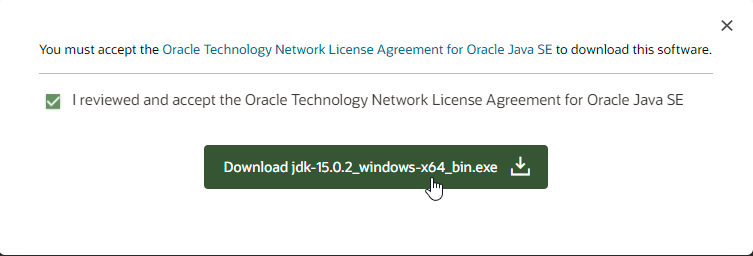 You must accept the Oracle Technology Network License Agreement for Oracle Java SE to download this software.
I reviewed and accept the Oracle Technology Network License Agreement for Oracle Java SE
Download jdk-15.0.2_windows-x64_bin.exe